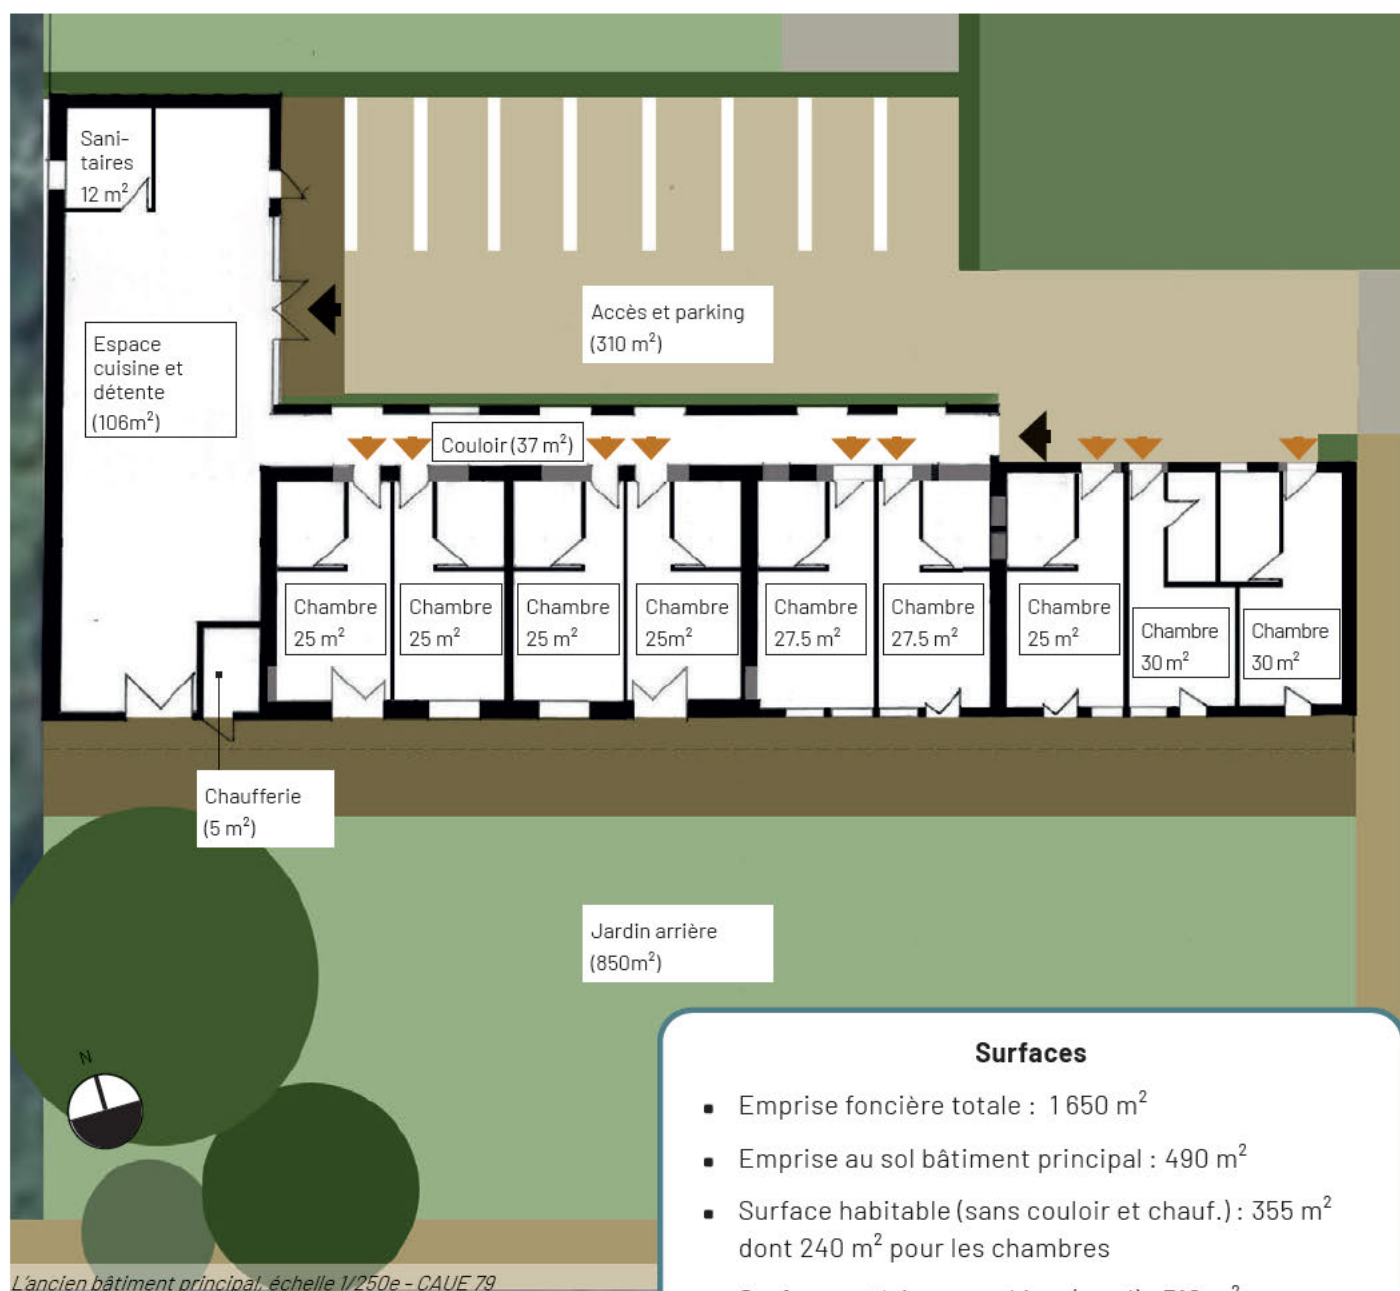 Sani-
taires
12 m²
Espace
cuisine et
détente
(106m²)
Accès et parking
(310 m²)
Couloir (37 m²)
Chambre
25 m²
Chambre
25 m²
Chambre
25 m²
Chambre
25m²
Chambre
27.5 m²
Chambre
27.5 m²
Chambre
25 m²
Chambre
30 m²
Chambre
30 m²
Chaufferie
(5 m²)
Jardin arrière
(850m²)
N
Surfaces
▪ Emprise foncière totale : 1 650 m²
▪ Emprise au sol bâtiment principal : 490 m²
▪ Surface habitable (sans couloir et chauf.) : 355 m²
dont 240 m² pour les chambres
L'ancien bâtiment principal, échelle 1/250e - CAUE 79